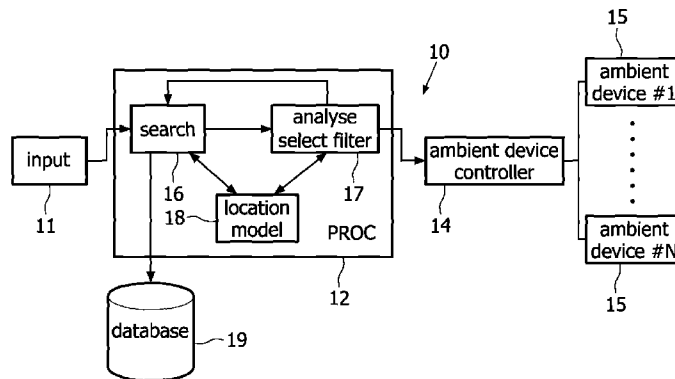 15
10
ambient
device #1
search
analyse
select filter
input
ambient device
controller
16
17
11
18
location
model
14
PROC
ambient
device #N
12
15
database
19